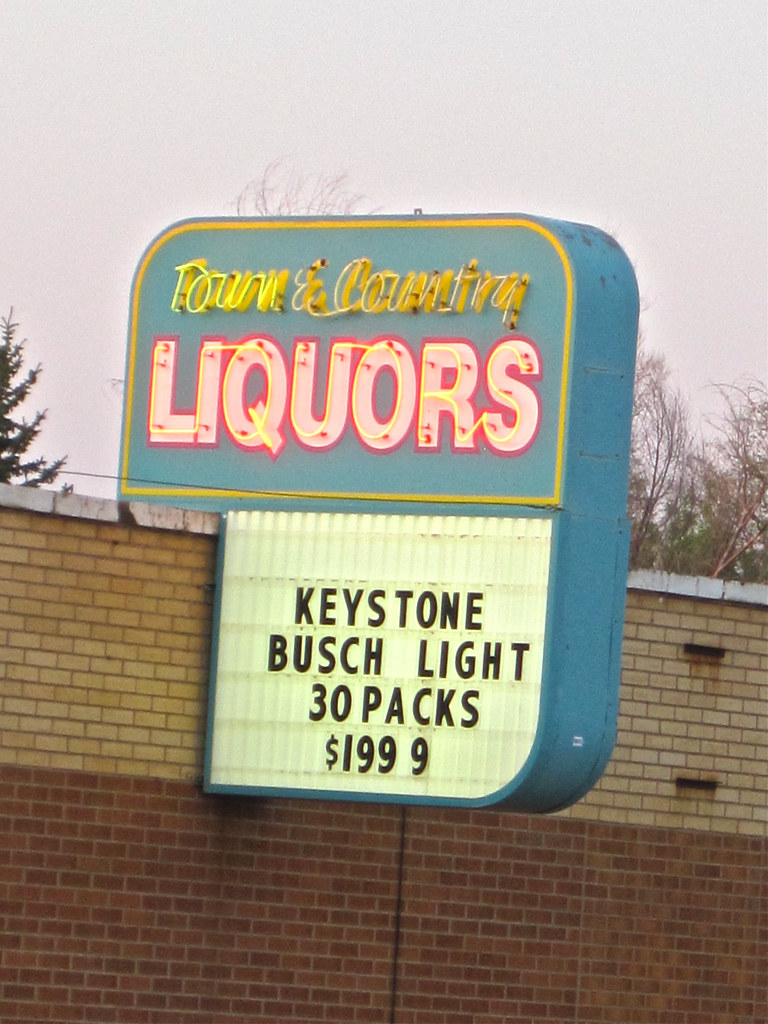 Town & Country
LIQUORS
KEYSTONE
BUSCH LIGHT
30 PACKS
$199 9